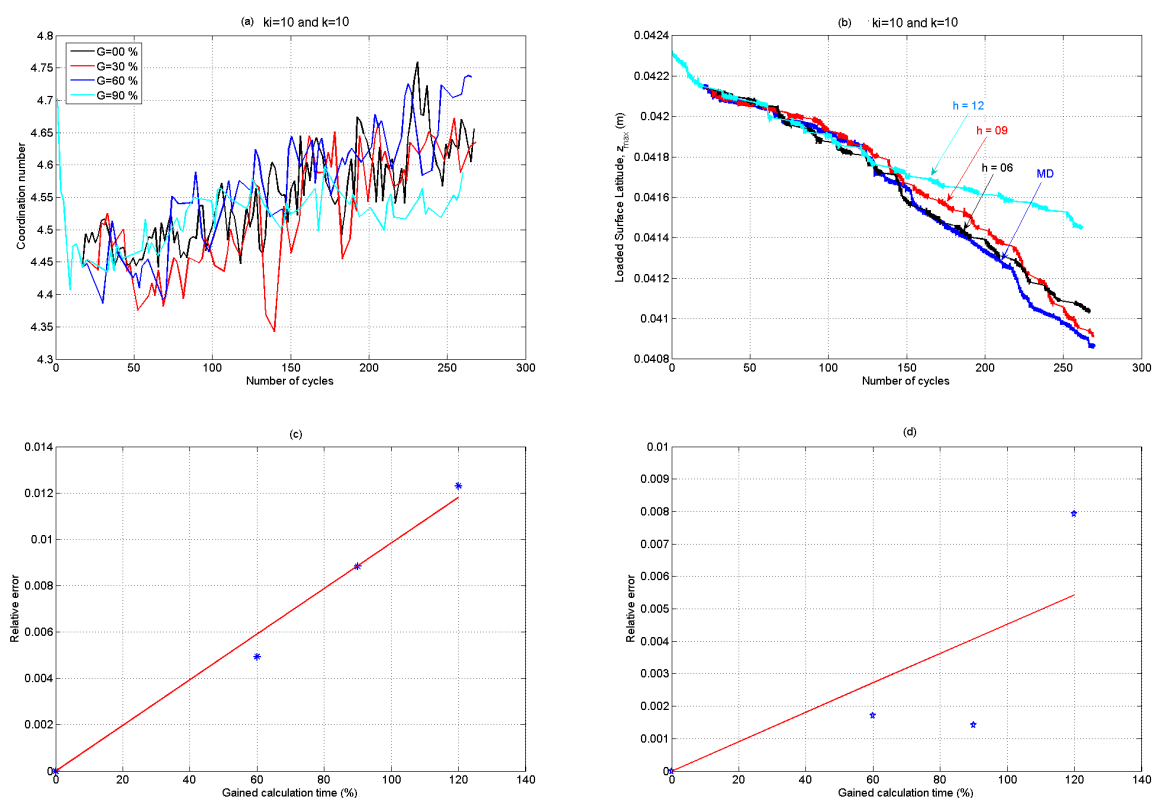 (a) ki=10 and k=10
4.8
4.75
4.7
4.65
4.6
4.55
4.5
4.45
4.4
4.35
4.3
Coordination number
G=00 %
G=30 %
G=60 %
G=90 %
0 50 100 150 200 250 300
Number of cycles
(b) ki=10 and k=10
0.0424
0.0422
0.042
0.0418
0.0416
0.0414
0.0412
0.041
0.0408
Loaded Surface Latitude, zmax (m)
h = 12
h = 09
h = 06
MD
0 50 100 150 200 250 300
Number of cycles
(c)
0.014
0.012
0.01
0.008
0.006
0.004
0.002
0
Relative error
0 20 40 60 80 100 120 140
Gained calculation time (%)
(d)
0.01
0.009
0.008
0.007
0.006
0.005
0.004
0.003
0.002
0.001
0
Relative error
0 20 40 60 80 100 120 140
Gained calculation time (%)